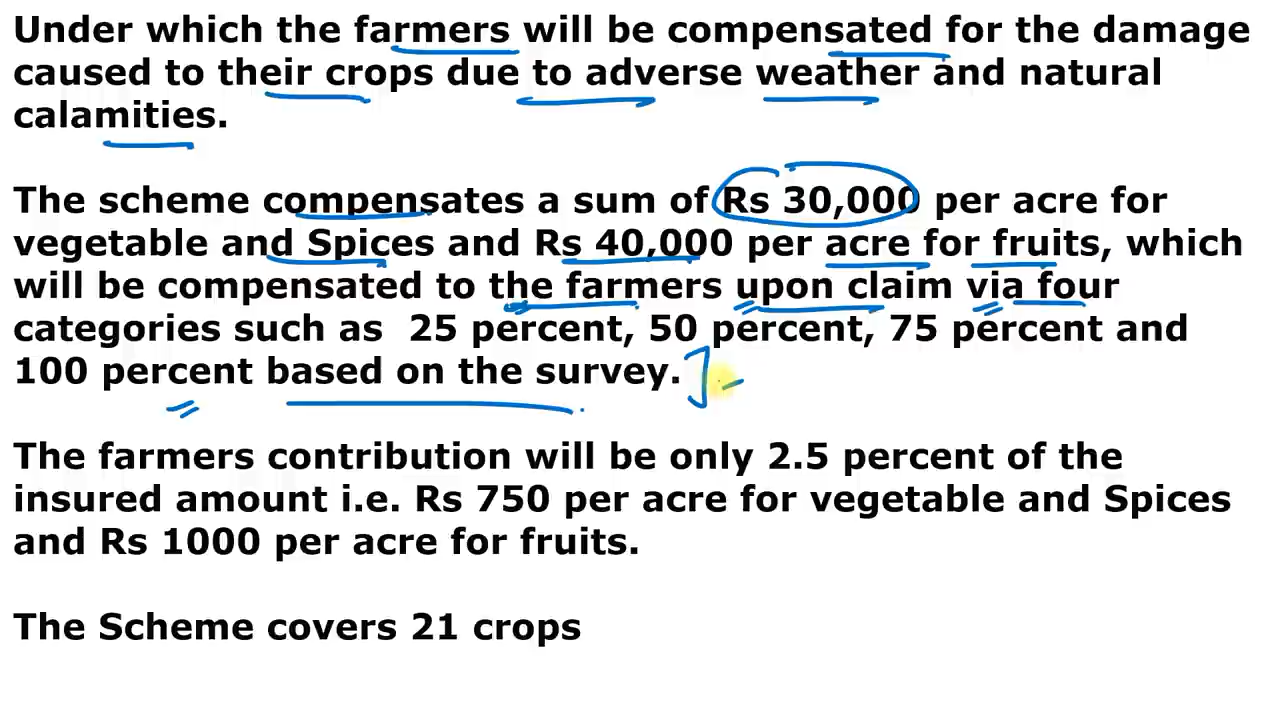 Under which the farmers will be compensated for the damage
caused to their crops due to adverse weather and natural
calamities.
The scheme compensates a sum of Rs 30,000 per acre for
vegetable and Spices and Rs 40,000 per acre for fruits, which
will be compensated to the farmers upon claim via four
categories such as 25 percent, 50 percent, 75 percent and
100 percent based on the survey.
The farmers contribution will be only 2.5 percent of the
insured amount i.e. Rs 750 per acre for vegetable and Spices
and Rs 1000 per acre for fruits.
The Scheme covers 21 crops